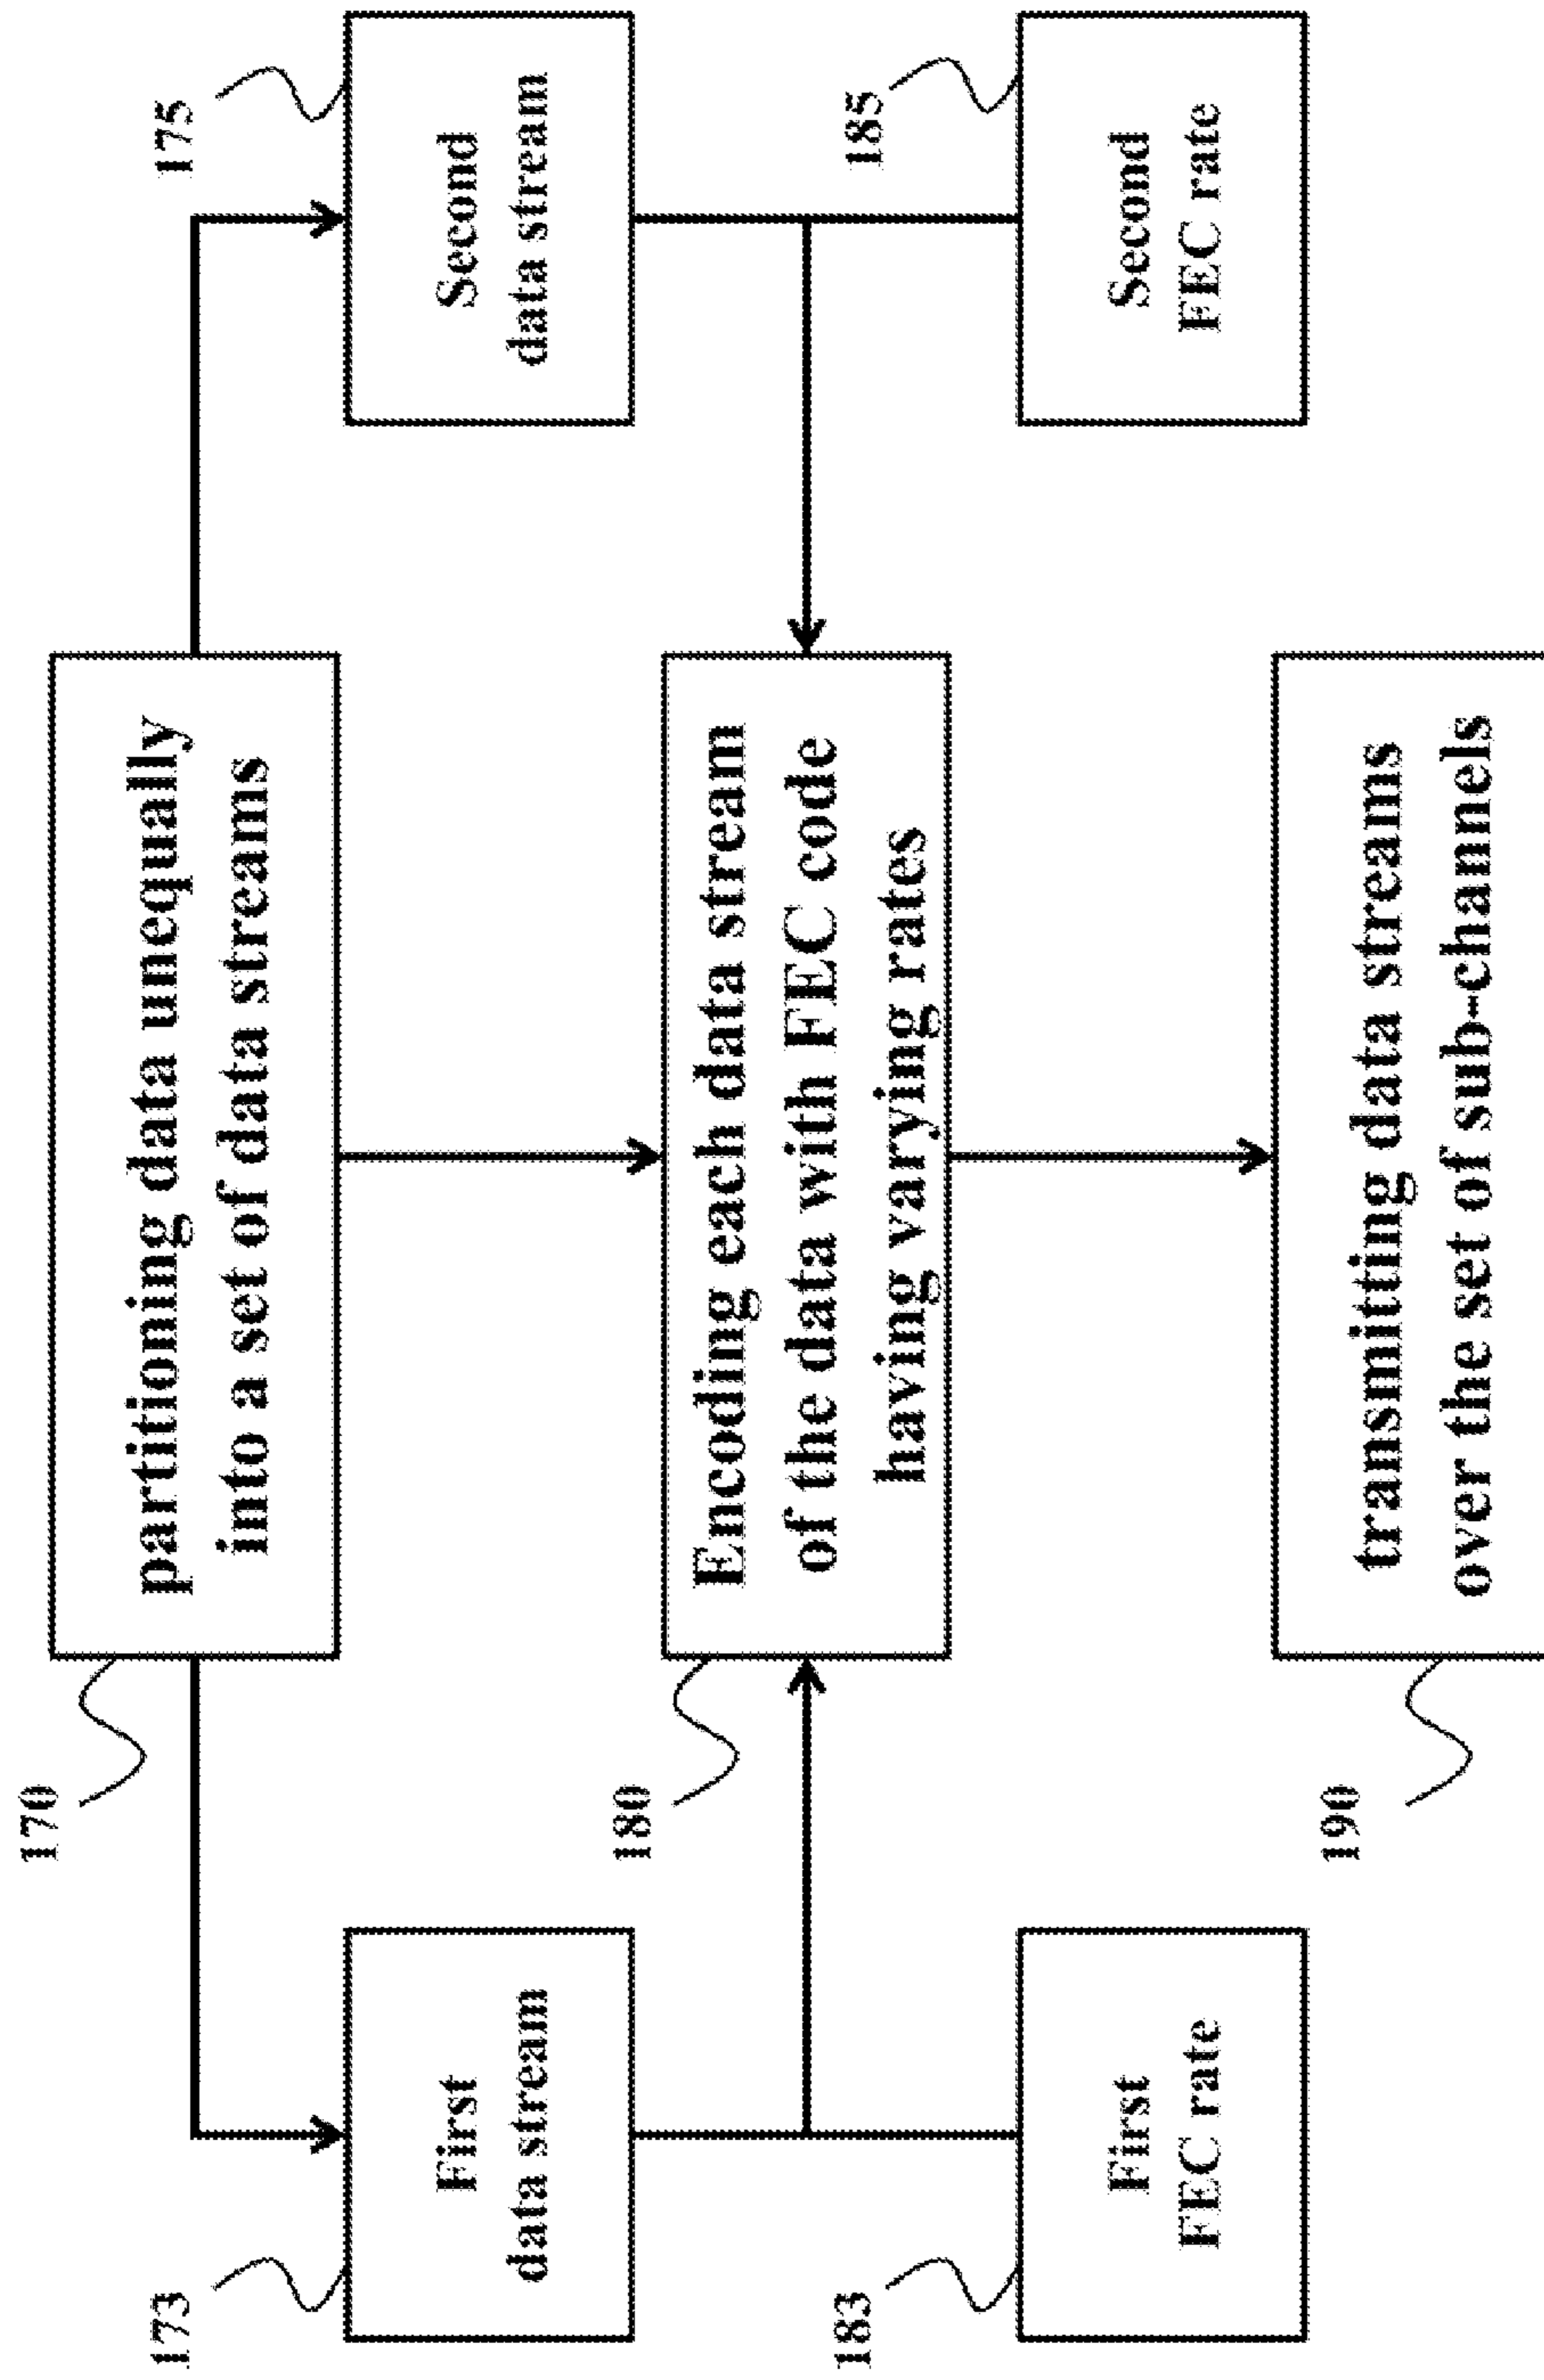 170
partitioning data unequally
into a set of data streams
173
First
data stream
175
Second
data stream
180
Encoding each data stream
of the data with FEC code
having varying rates
183
First
FEC rate
185
Second
FEC rate
190
transmitting data streams
over the set of sub-channels